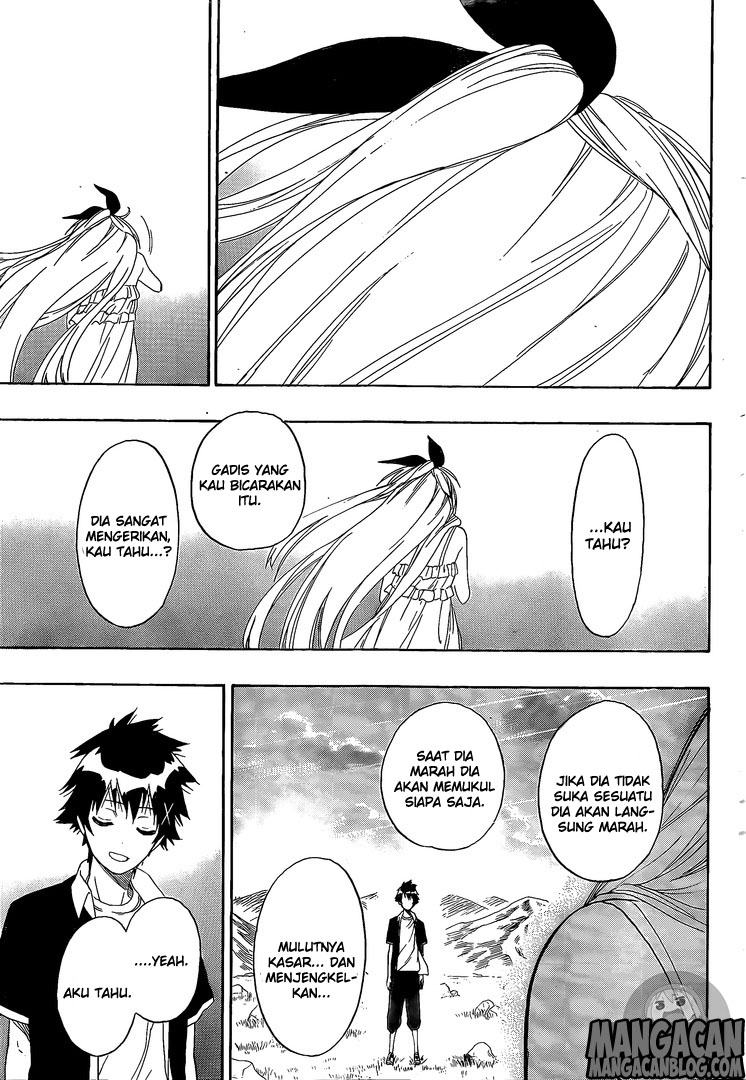 ...KAU
TAHU?
GADIS YANG
KAU BICARAKAN
ITU.
DIA SANGAT
MENGERIKAN,
KAU TAHU...?
JIKA DIA TIDAK
SUKA SESUATU
DIA AKAN LANG-
SUNG MARAH.
SAAT DIA
MARAH DIA
AKAN MEMUKUL
SIAPA SAJA.
MULUTNYA
KASAR... DAN
MENJENGKEL-
KAN...
....YEAH.
AKU TAHU.
MANGACAN
MANGACANBLOG.COM